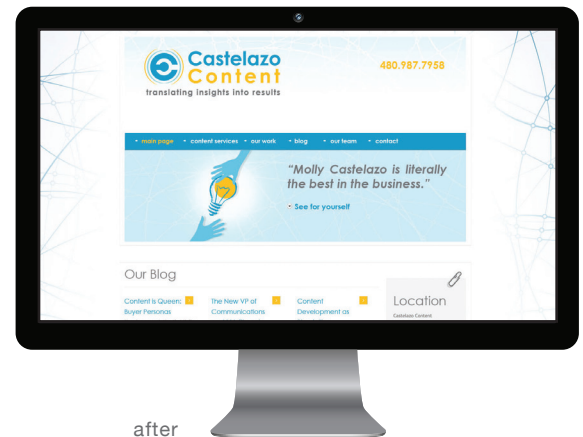 Castelazo
Content
translating insights into results
480.987.7958
main page
content services
our work
blog
our team
contact
“Molly Castelazo is literally
the best in the business.”
See for yourself
Our Blog
Content is Queen:
Buyer Personas
The New VP of
Communications
Content
Development as
Location
Castelazo Content
after